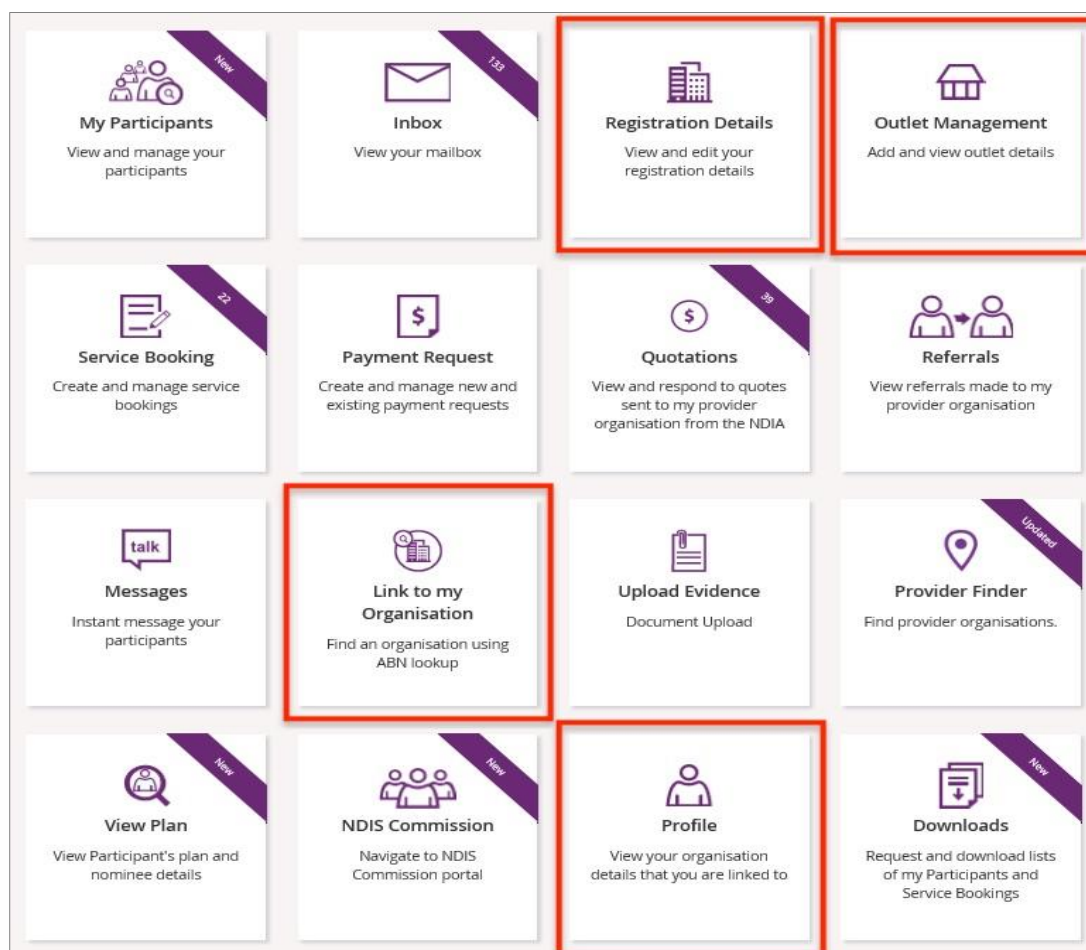 New
My Participants
View and manage your
participants
133
Inbox
View your mailbox
Registration Details
View and edit your
registration details
Outlet Management
Add and view outlet details
22
Service Booking
Create and manage service
bookings
$
Payment Request
Create and manage new and
existing payment requests
39
$
Quotations
View and respond to quotes
sent to my provider
organisation from the NDIA
Referrals
View referrals made to my
provider organisation
talk
Messages
Instant message your
participants
Link to my
Organisation
Find an organisation using
ABN lookup
Upload Evidence
Document Upload
Updated
Provider Finder
Find provider organisations.
New
View Plan
View Participant's plan and
nominee details
New
NDIS Commission
Navigate to NDIS
Commission portal
Profile
View your organisation
details that you are linked to
New
Downloads
Request and download lists
of my Participants and
Service Bookings